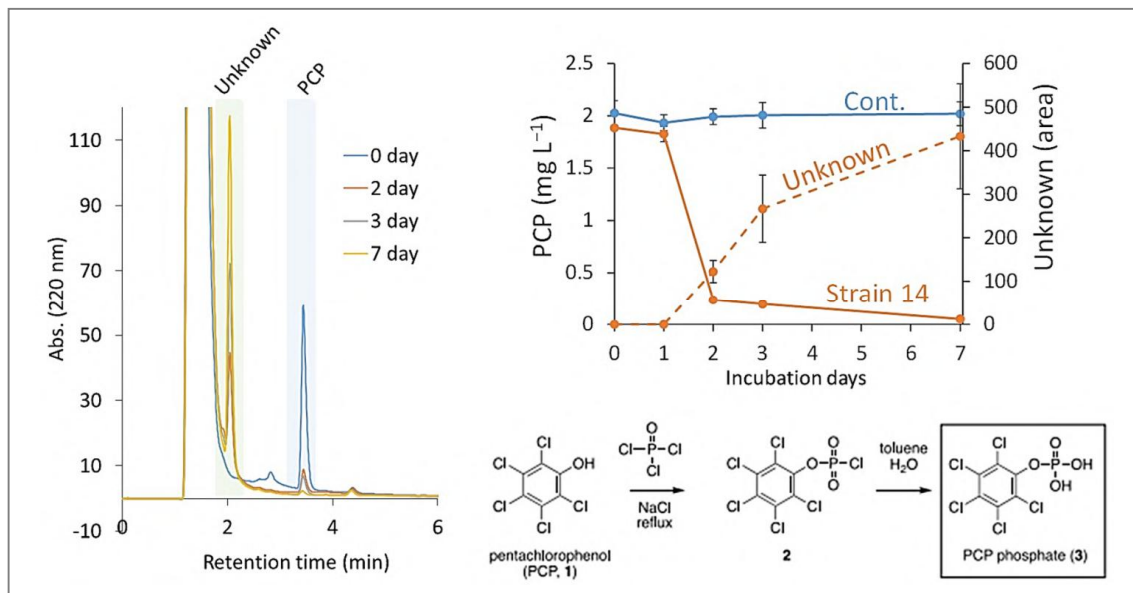 Unknown
PCP
110
90
70
50
30
10
-10
Abs. (220 nm)
0 day
2 day
3 day
7 day
0
2
4
6
Retention time (min)
2.5
2
1.5
1
0.5
0
PCP (mg L⁻¹)
600
500
400
300
200
100
0
Unknown (area)
Cont.
Unknown
Strain 14
0 1 2 3 4 5 6 7
Incubation days
Cl
OH
Cl
Cl
Cl
Cl
pentachlorophenol
(PCP, 1)
O
Cl P Cl
Cl
NaCl
reflux
Cl
O
O P Cl
O
Cl
Cl
Cl
Cl
2
toluene
H₂O
Cl
O
O P OH
OH
Cl
Cl
Cl
Cl
PCP phosphate (3)